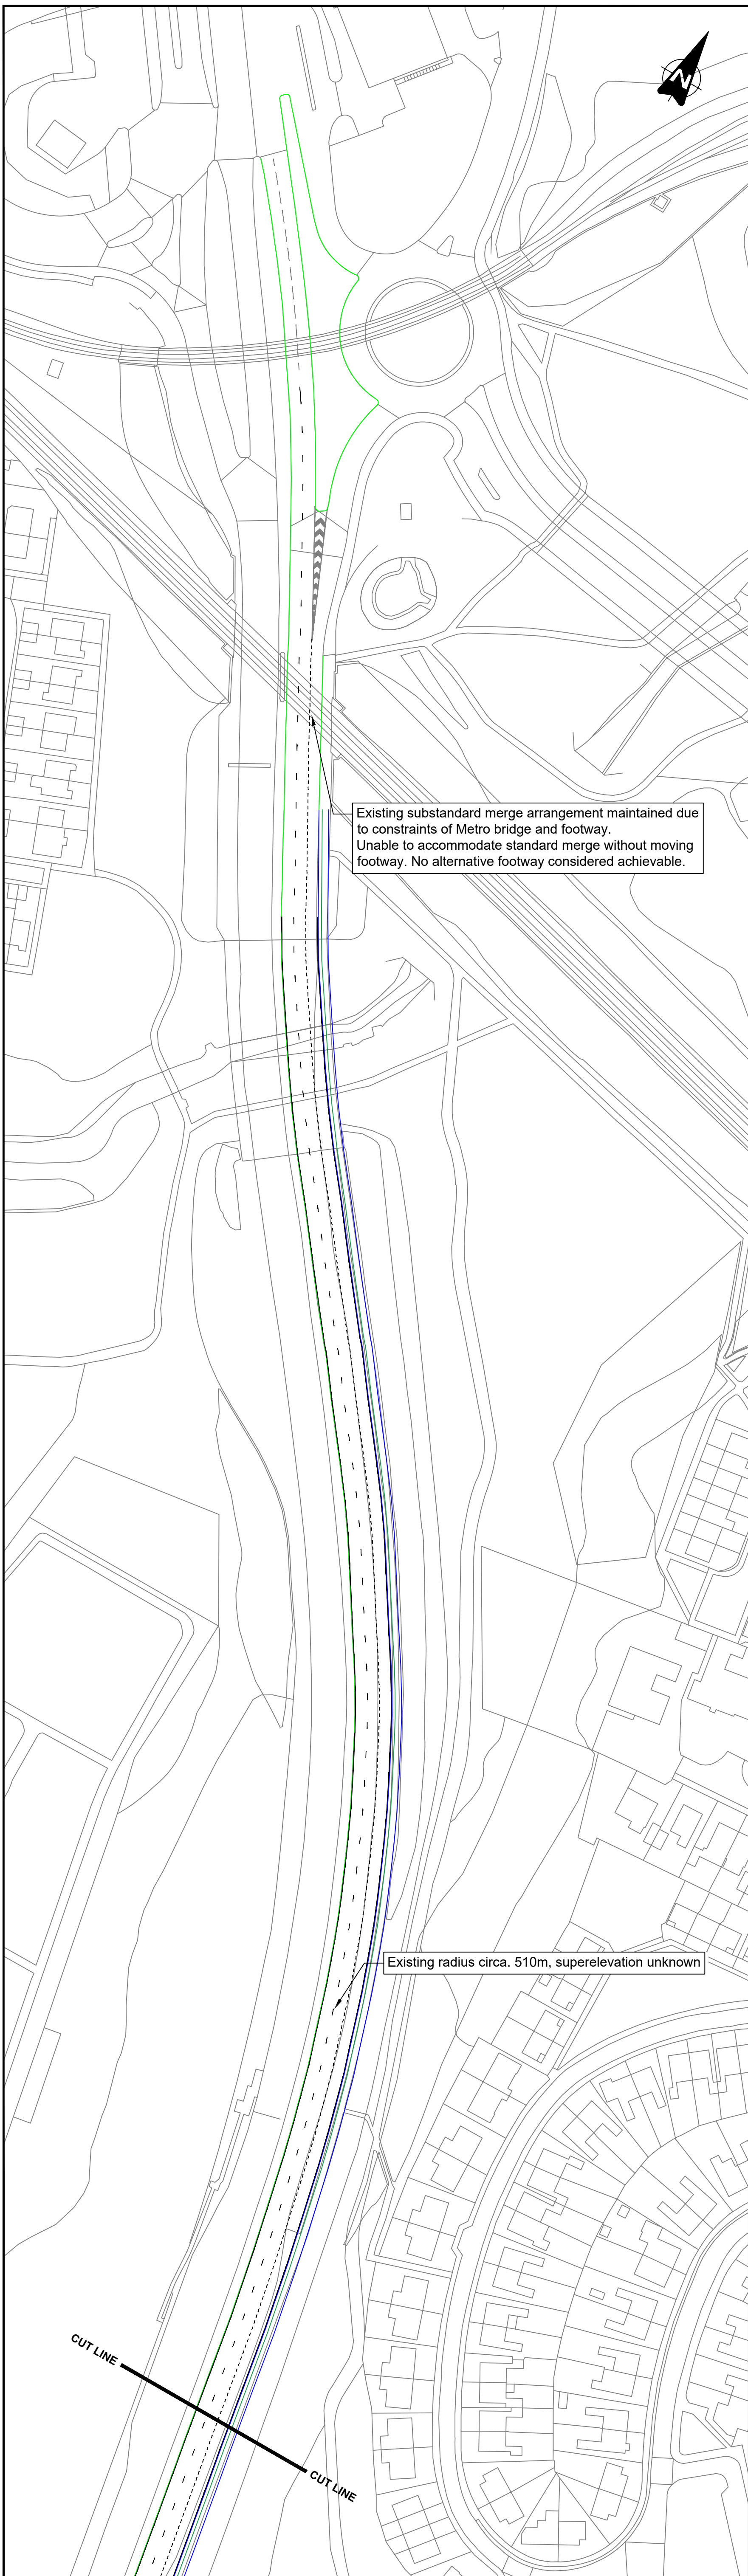 N
Existing substandard merge arrangement maintained due
to constraints of Metro bridge and footway.
Unable to accommodate standard merge without moving
footway. No alternative footway considered achievable.
Existing radius circa. 510m, superelevation unknown
CUT LINE
CUT LINE